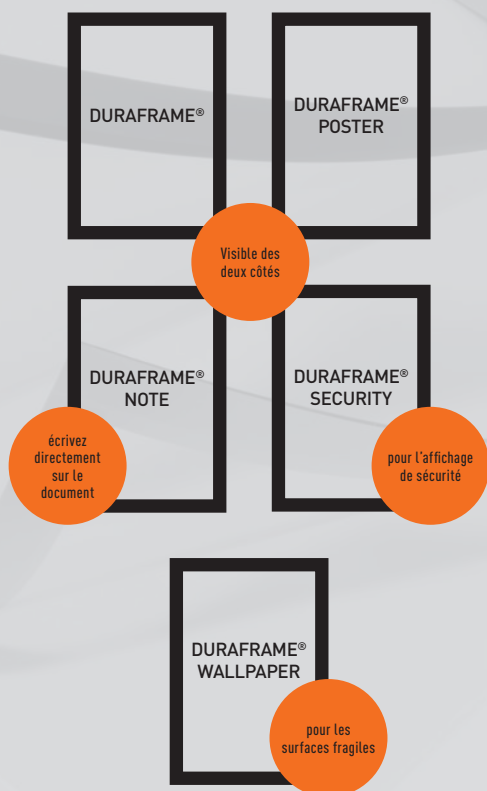 DURAFRAME®
DURAFRAME®
POSTER
Visible des
deux côtés
DURAFRAME®
NOTE
DURAFRAME®
SECURITY
écrivez
directement
sur le
document
pour l'affichage
de sécurité
DURAFRAME®
WALLPAPER
pour les
surfaces fragiles